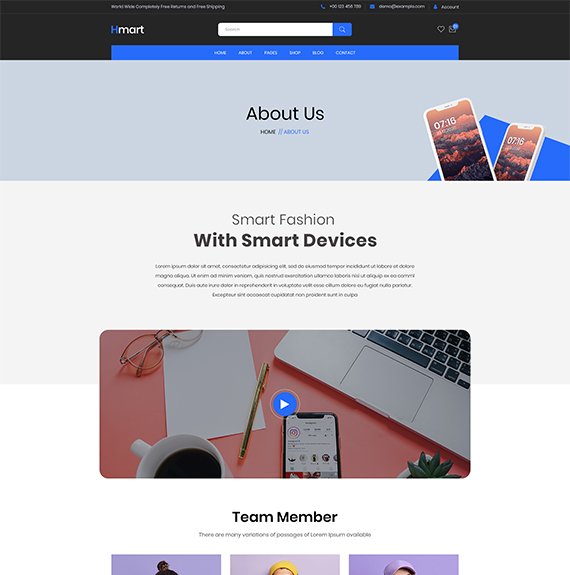 World Wide Completely Free Returns and Free Shipping
+00 123 456 789
demo@example.com
Account
Hmart
Search
HOME ABOUT PAGES SHOP BLOG CONTACT
About Us
HOME // ABOUT US
07:16
07:16
Smart Fashion
With Smart Devices
Lorem ipsum dolor sit amet, consectetur adipisicing elit, sed do eiusmod tempor incididunt ut labore et dolore
magna aliqua. Ut enim ad minim veniam, quis nostrud exercitation ullamco laboris nisi ut aliquip ex ea comml
consequat. Duis aute irure dolor in reprehenderit in voluptate velit esse cillum dolore eu fugiat nulla pariatur.
Excepteur sint occaecat cupidatat non proident sunt in culpa
Team Member
There are many variations of passages of Lorem Ipsum available